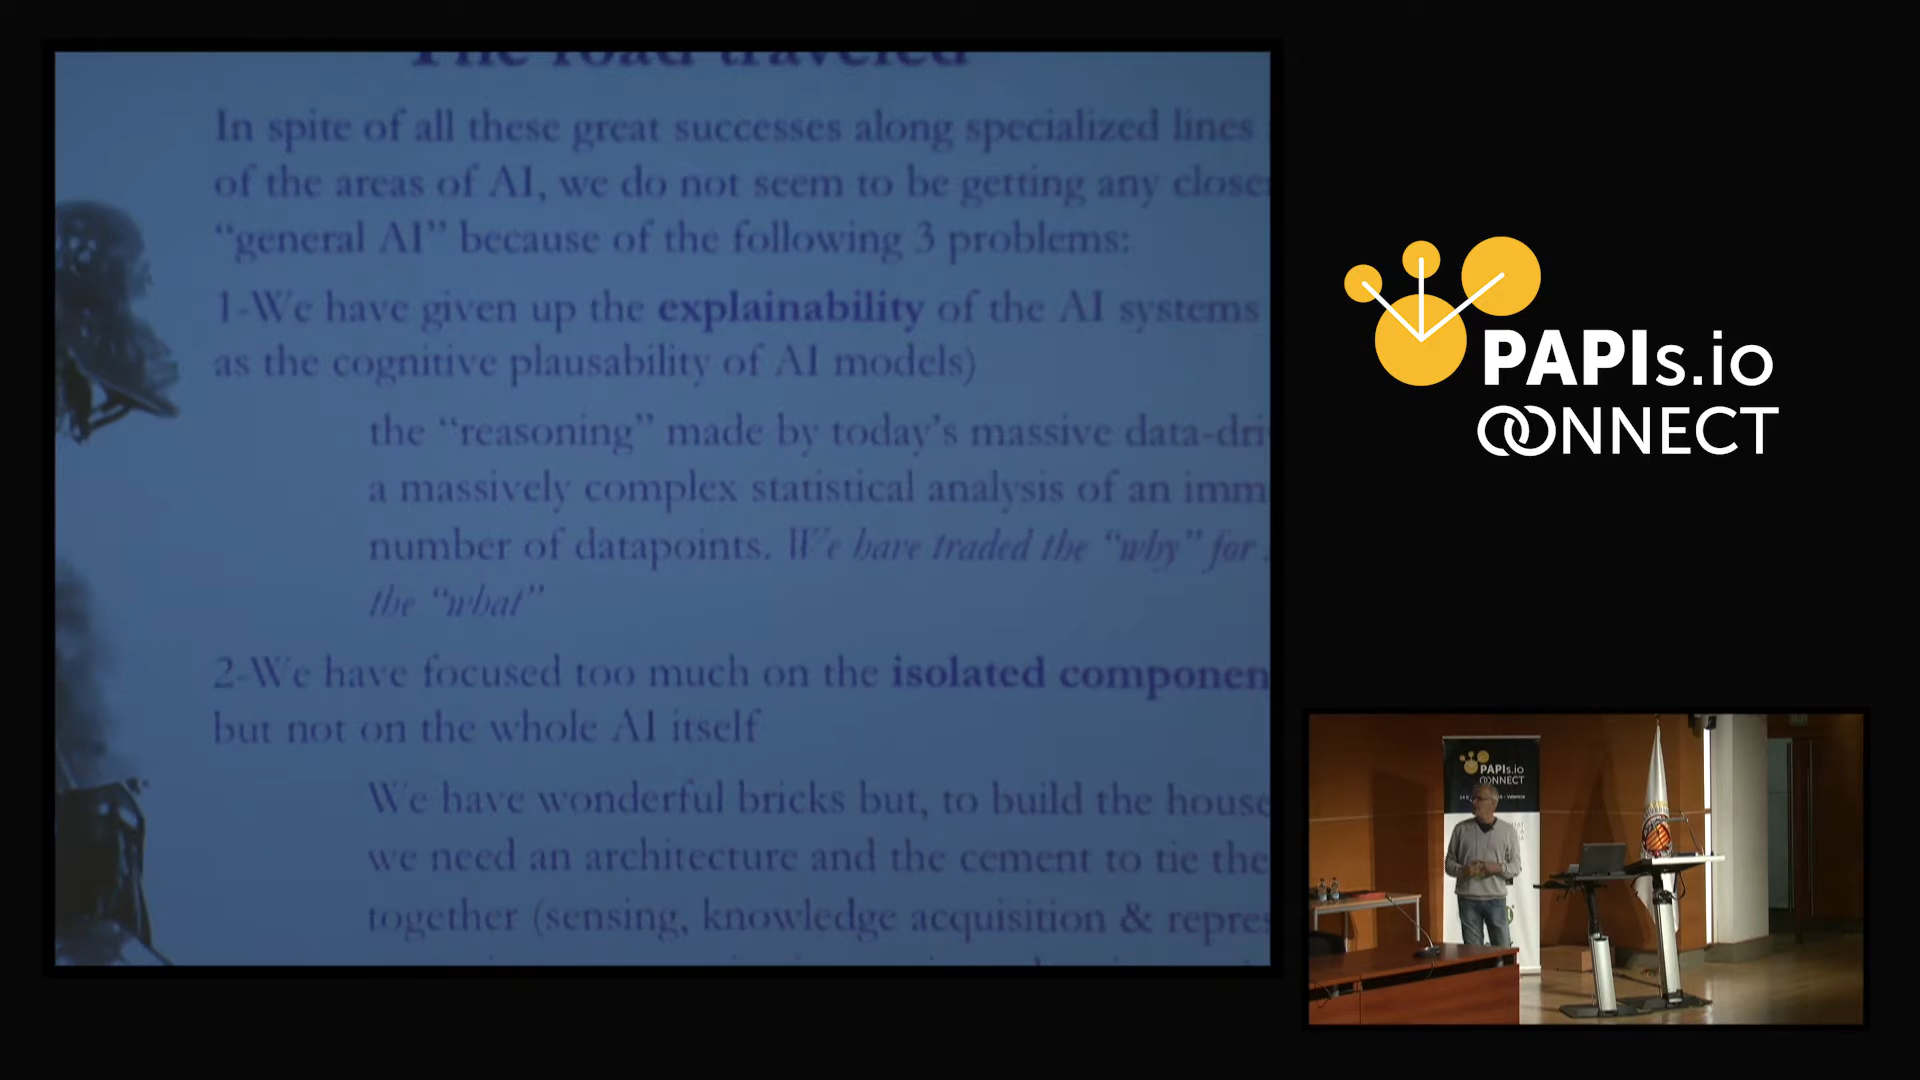 The road traveled
In spite of all these great successes along specialized lines
of the areas of AI, we do not seem to be getting any close
"general AI" because of the following 3 problems:
1-We have given up the explainability of the AI systems
as the cognitive plausability of AI models)
the "reasoning" made by today's massive data-dri
a massively complex statistical analysis of an imm
number of datapoints. We have traded the "why" for
the "what"
2-We have focused too much on the isolated componen
but not on the whole AI itself
We have wonderful bricks but, to build the house
we need an architecture and the cement to tie the
together (sensing, knowledge acquisition & repres
PAPIs.io
CONNECT
PAPIs.io
CONNECT